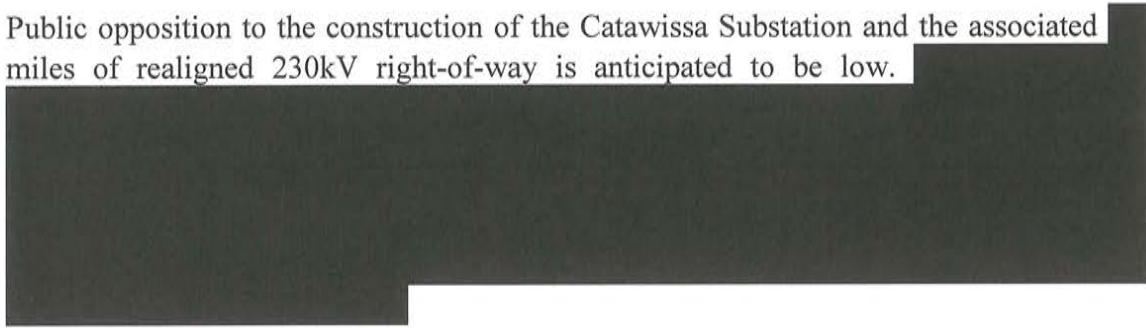 Public opposition to the construction of the Catawissa Substation and the associated
miles of realigned 230kV right-of-way is anticipated to be low.